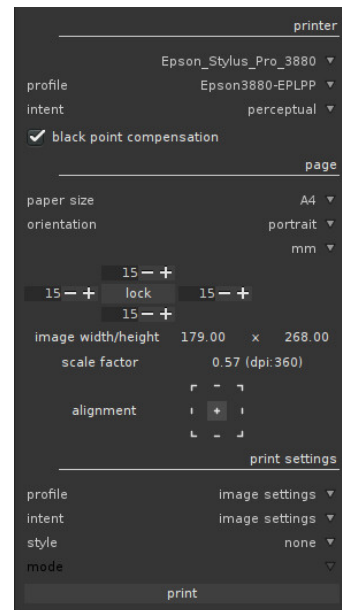 printer
Epson_Stylus_Pro_3880
profile Epson3880-EPLPP
intent perceptual
black point compensation
page
paper size A4
orientation portrait
mm
15 − +
15 − + lock 15 − +
15 − +
image width/height 179.00 x 268.00
scale factor 0.57 (dpi:360)
alignment
print settings
profile image settings
intent image settings
style none
mode
print